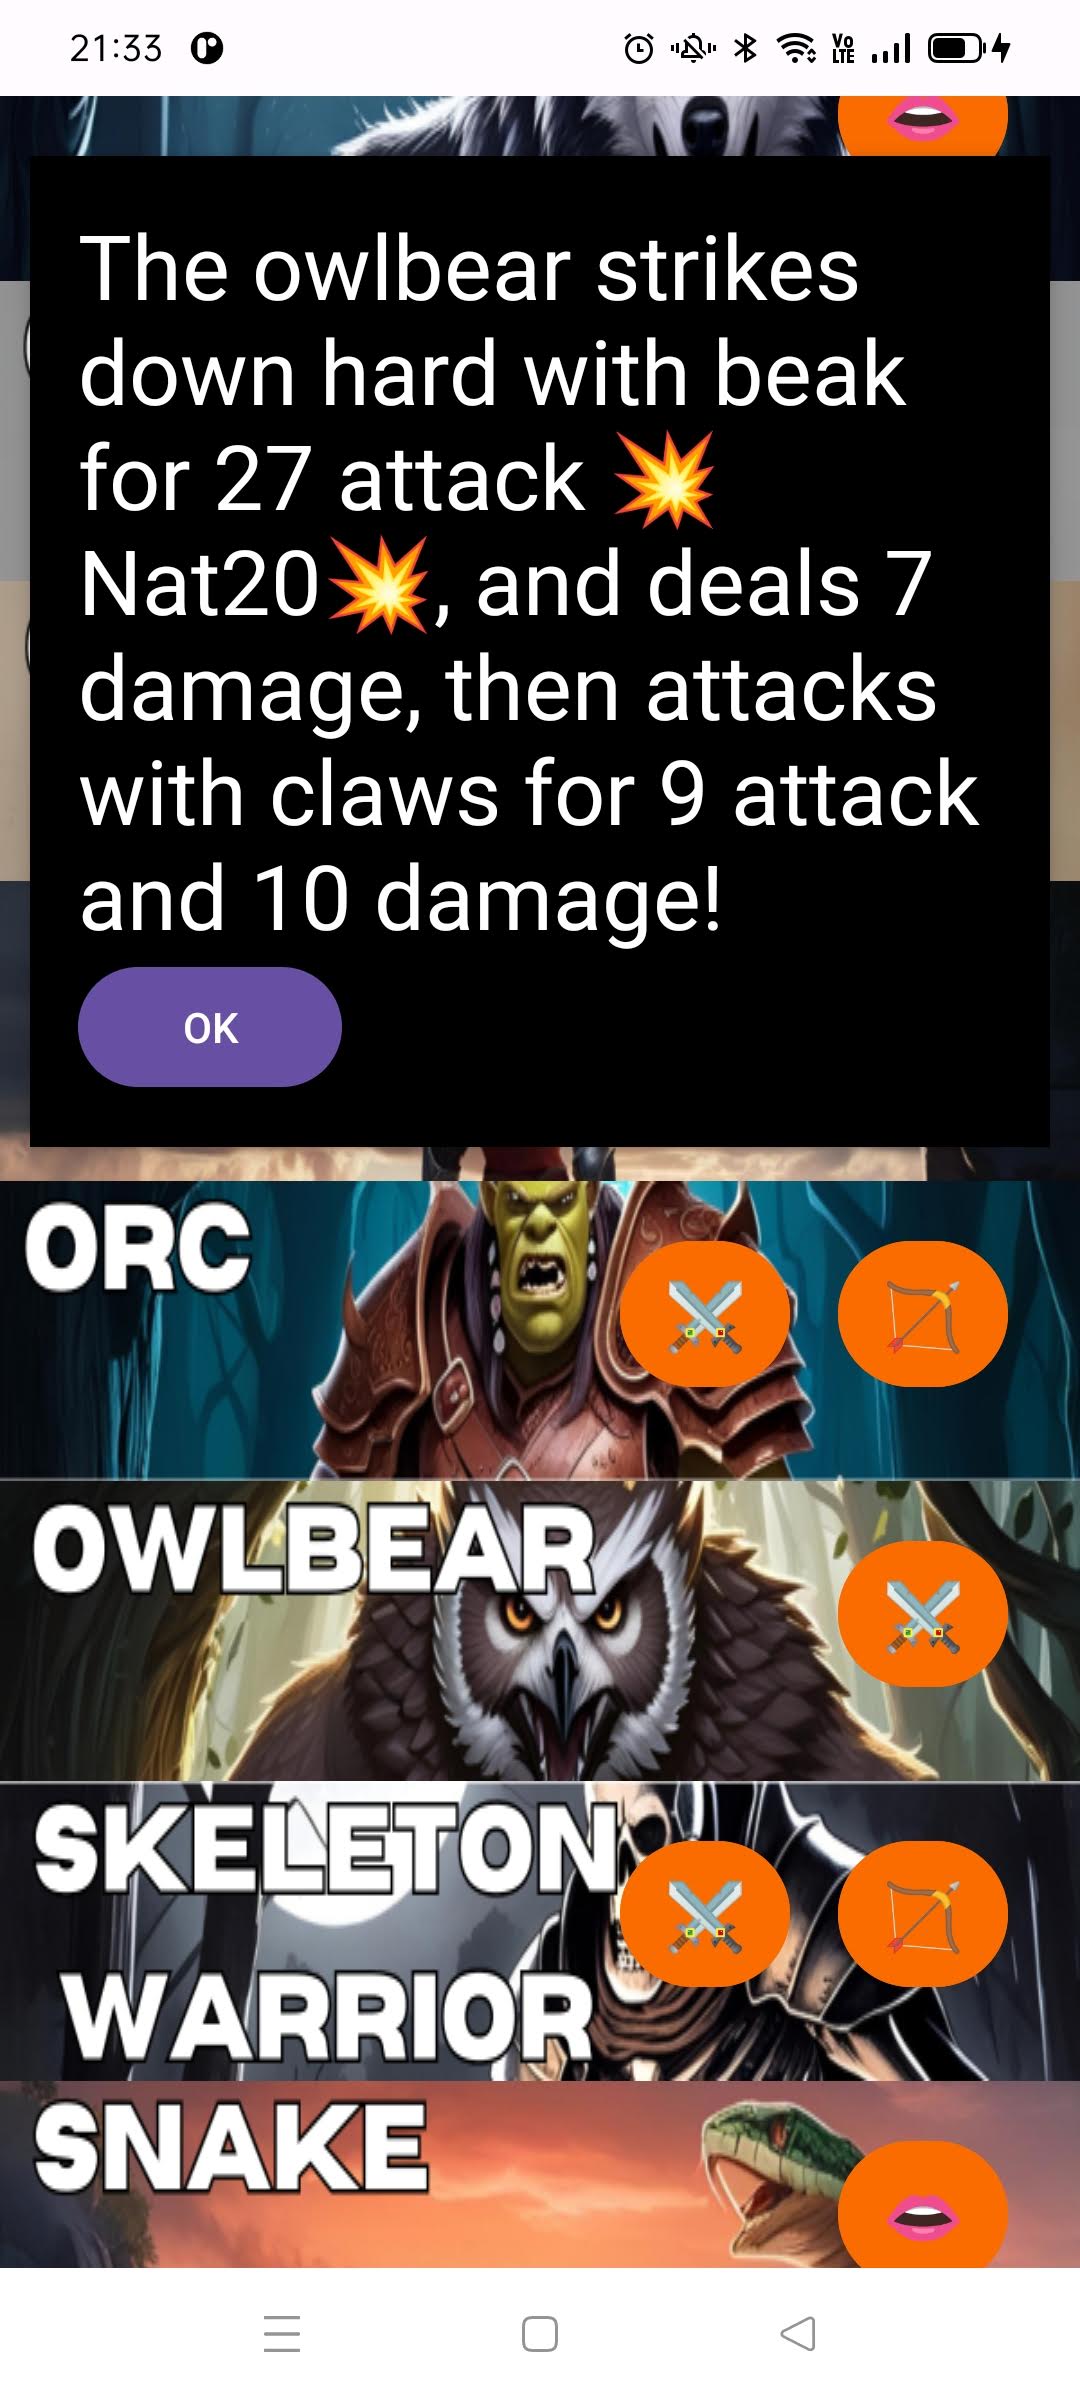 21:33
Vo
LTE
The owlbear strikes
down hard with beak
for 27 attack 💥
Nat20💥, and deals 7
damage, then attacks
with claws for 9 attack
and 10 damage!
OK
ORC
OWLBEAR
SKELETON
WARRIOR
SNAKE